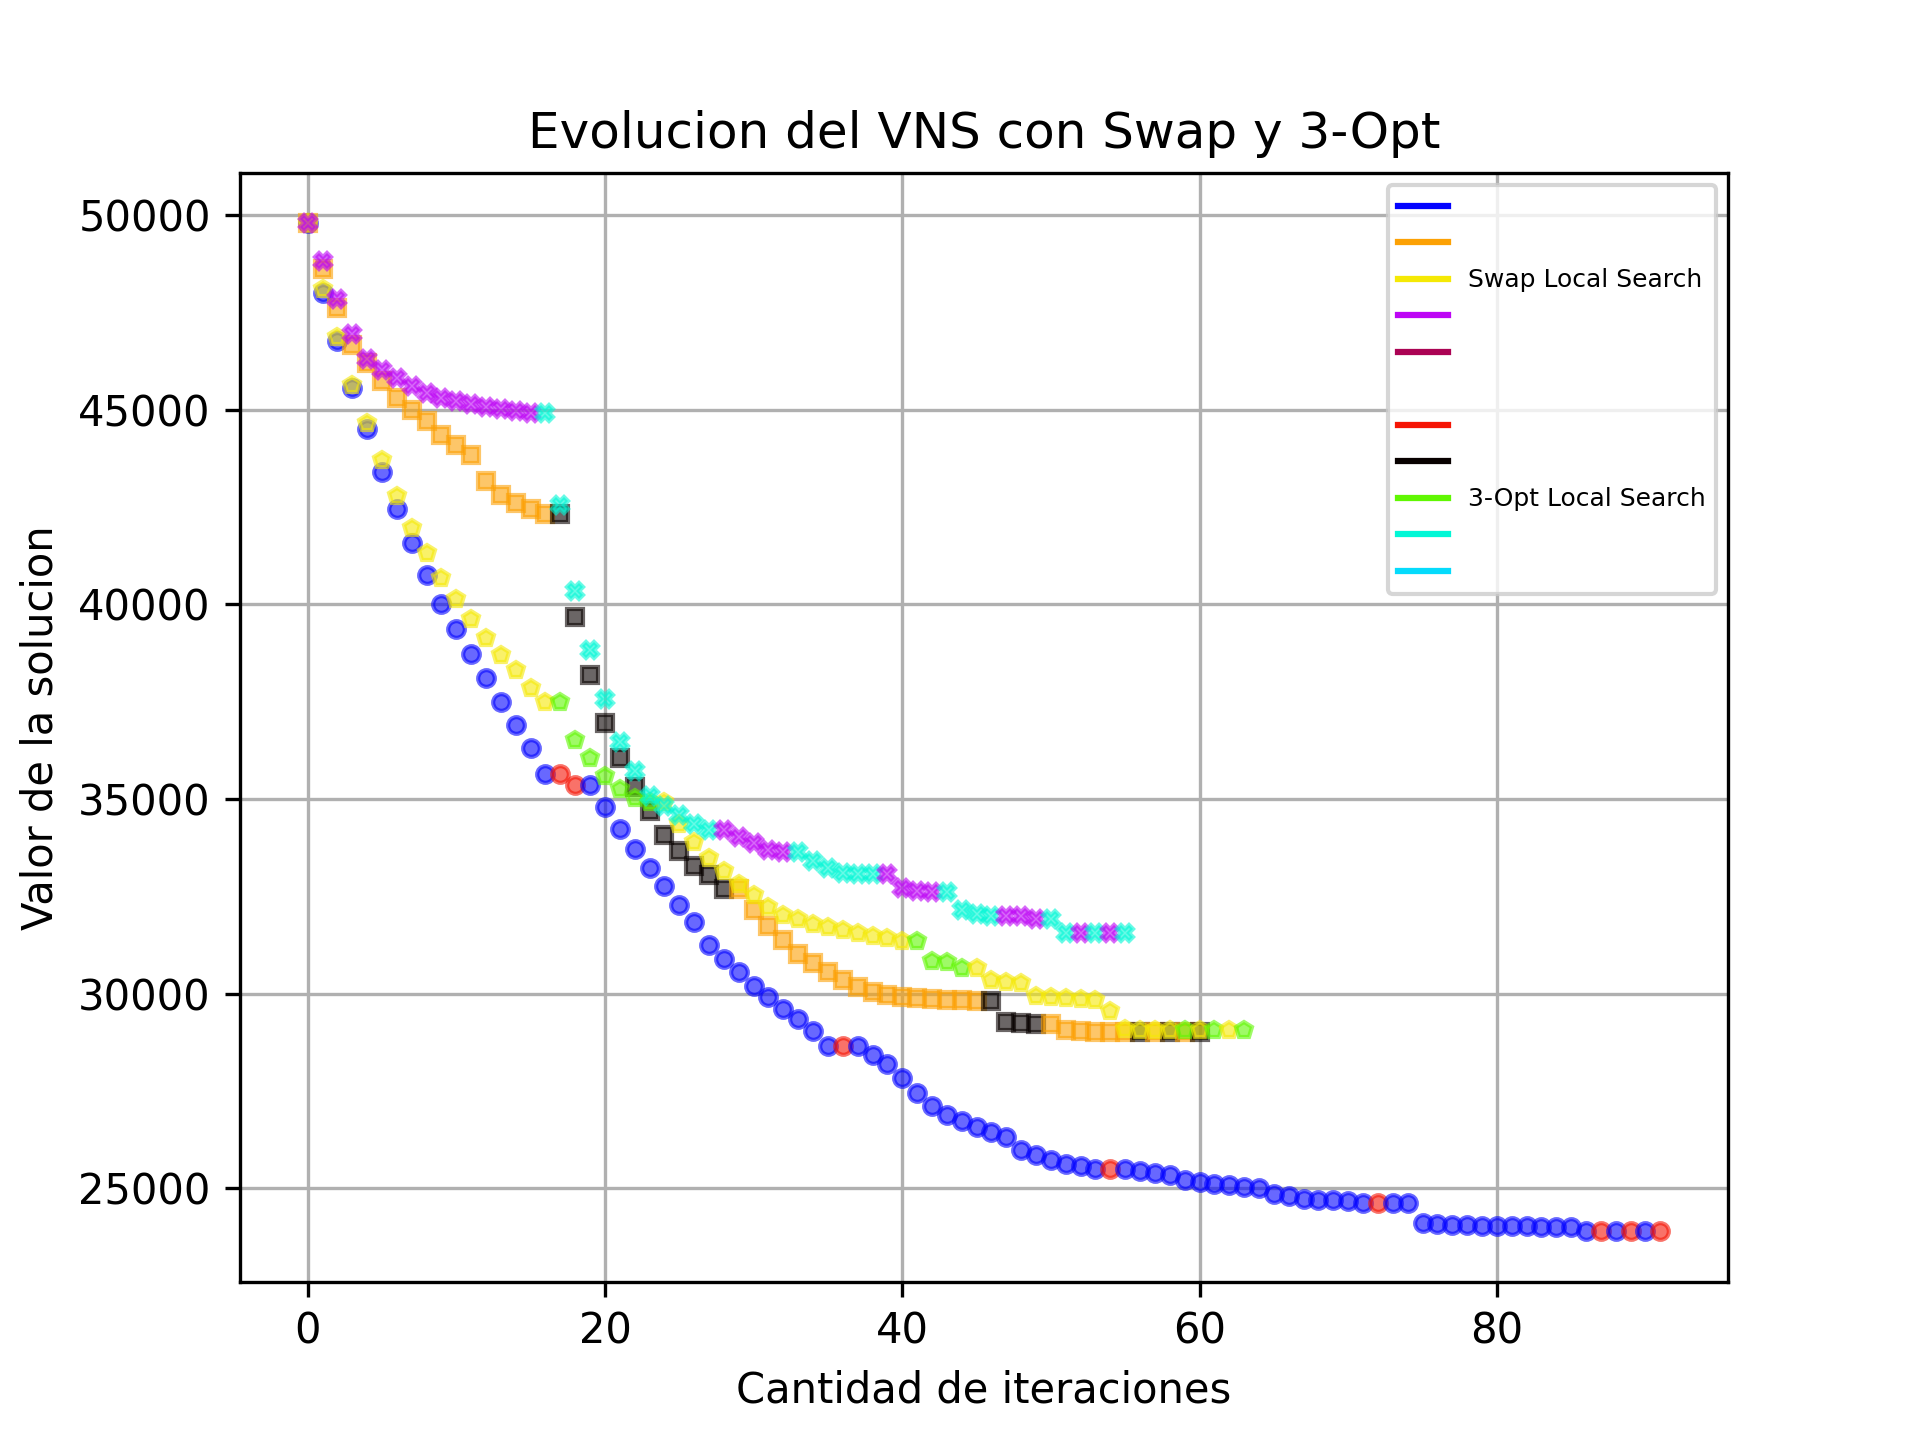 Evolucion del VNS con Swap y 3-Opt
Valor de la solucion
50000
45000
40000
35000
30000
25000
Swap Local Search
3-Opt Local Search
0 20 40 60 80
Cantidad de iteraciones